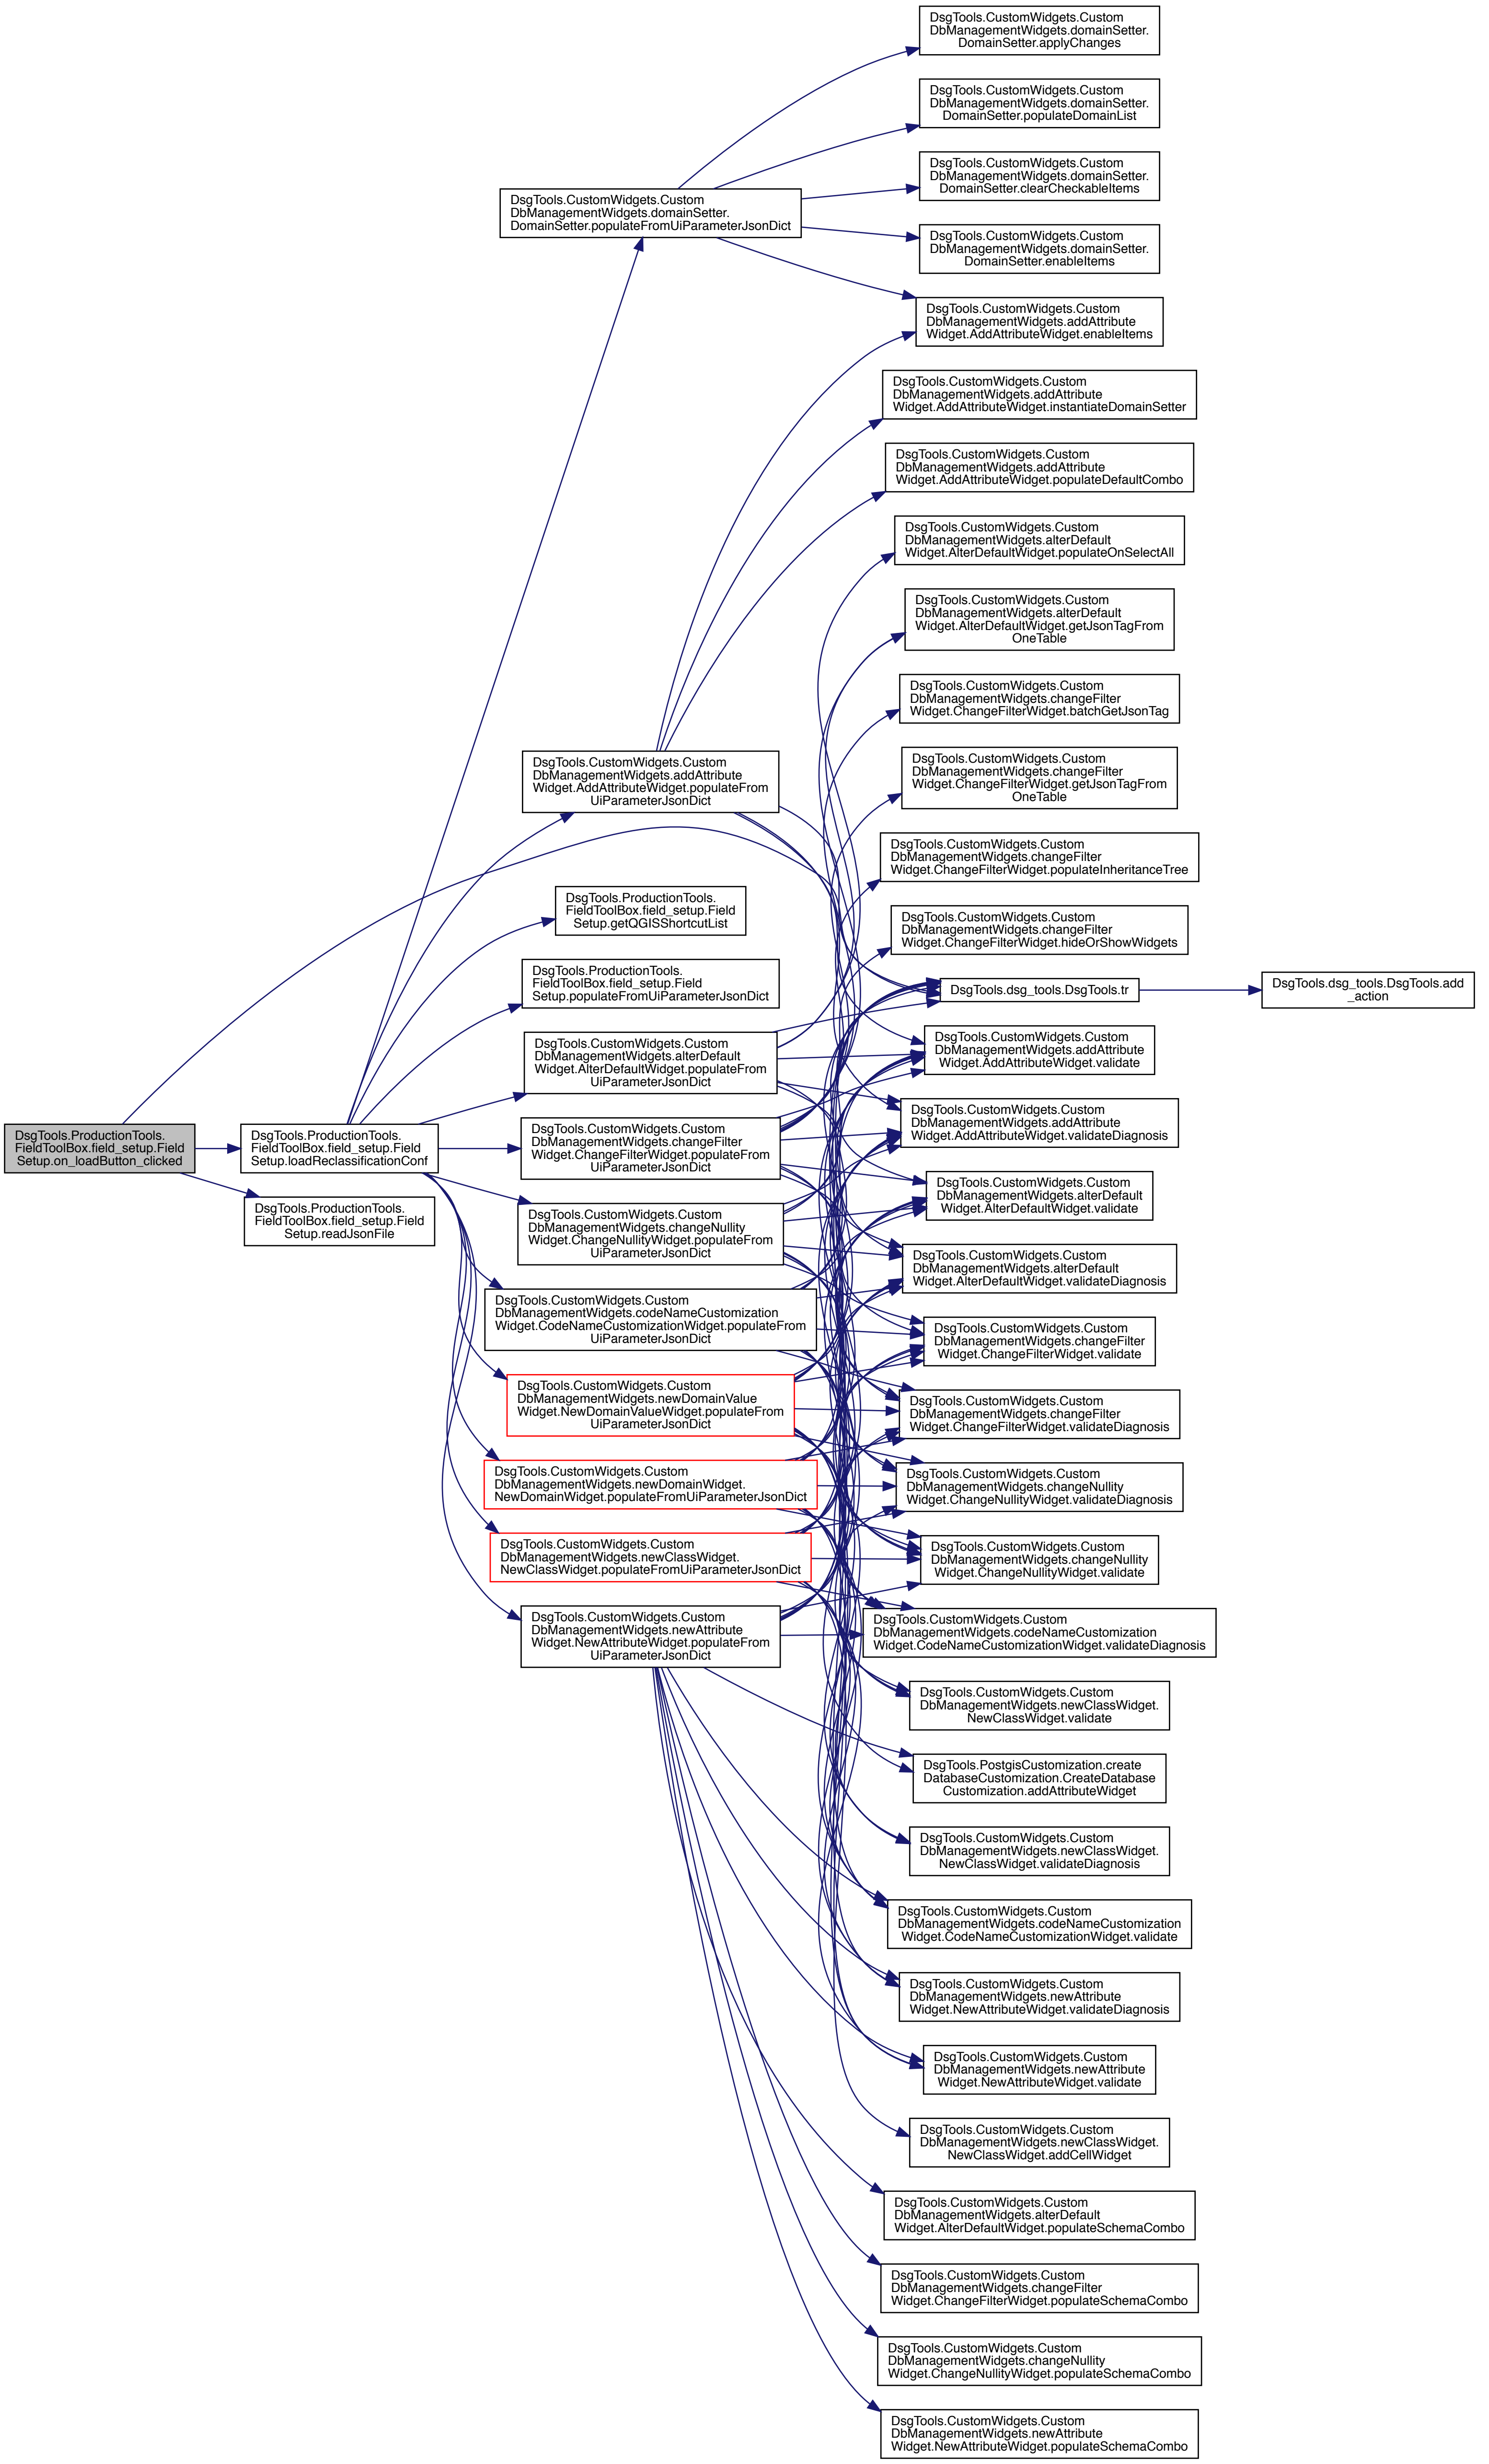 DsgTools.ProductionTools.
FieldToolBox.field_setup.Field
Setup.on_loadButton_clicked
DsgTools.ProductionTools.
FieldToolBox.field_setup.Field
Setup.loadReclassificationConf
DsgTools.ProductionTools.
FieldToolBox.field_setup.Field
Setup.readJsonFile
DsgTools.CustomWidgets.Custom
DbManagementWidgets.domainSetter.
DomainSetter.populateFromUiParameterJsonDict
DsgTools.CustomWidgets.Custom
DbManagementWidgets.addAttribute
Widget.AddAttributeWidget.populateFrom
UiParameterJsonDict
DsgTools.ProductionTools.
FieldToolBox.field_setup.Field
Setup.getQGISShortcutList
DsgTools.ProductionTools.
FieldToolBox.field_setup.Field
Setup.populateFromUiParameterJsonDict
DsgTools.CustomWidgets.Custom
DbManagementWidgets.alterDefault
Widget.AlterDefaultWidget.populateFrom
UiParameterJsonDict
DsgTools.CustomWidgets.Custom
DbManagementWidgets.changeFilter
Widget.ChangeFilterWidget.populateFrom
UiParameterJsonDict
DsgTools.CustomWidgets.Custom
DbManagementWidgets.changeNullity
Widget.ChangeNullityWidget.populateFrom
UiParameterJsonDict
DsgTools.CustomWidgets.Custom
DbManagementWidgets.codeNameCustomization
Widget.CodeNameCustomizationWidget.populateFrom
UiParameterJsonDict
DsgTools.CustomWidgets.Custom
DbManagementWidgets.newDomainValue
Widget.NewDomainValueWidget.populateFrom
UiParameterJsonDict
DsgTools.CustomWidgets.Custom
DbManagementWidgets.newDomainWidget.
NewDomainWidget.populateFromUiParameterJsonDict
DsgTools.CustomWidgets.Custom
DbManagementWidgets.newClassWidget.
NewClassWidget.populateFromUiParameterJsonDict
DsgTools.CustomWidgets.Custom
DbManagementWidgets.newAttribute
Widget.NewAttributeWidget.populateFrom
UiParameterJsonDict
DsgTools.CustomWidgets.Custom
DbManagementWidgets.domainSetter.
DomainSetter.applyChanges
DsgTools.CustomWidgets.Custom
DbManagementWidgets.domainSetter.
DomainSetter.populateDomainList
DsgTools.CustomWidgets.Custom
DbManagementWidgets.domainSetter.
DomainSetter.clearCheckableItems
DsgTools.CustomWidgets.Custom
DbManagementWidgets.domainSetter.
DomainSetter.enableItems
DsgTools.CustomWidgets.Custom
DbManagementWidgets.addAttribute
Widget.AddAttributeWidget.enableItems
DsgTools.CustomWidgets.Custom
DbManagementWidgets.addAttribute
Widget.AddAttributeWidget.instantiateDomainSetter
DsgTools.CustomWidgets.Custom
DbManagementWidgets.addAttribute
Widget.AddAttributeWidget.populateDefaultCombo
DsgTools.CustomWidgets.Custom
DbManagementWidgets.alterDefault
Widget.AlterDefaultWidget.populateOnSelectAll
DsgTools.CustomWidgets.Custom
DbManagementWidgets.alterDefault
Widget.AlterDefaultWidget.getJsonTagFrom
OneTable
DsgTools.CustomWidgets.Custom
DbManagementWidgets.changeFilter
Widget.ChangeFilterWidget.batchGetJsonTag
DsgTools.CustomWidgets.Custom
DbManagementWidgets.changeFilter
Widget.ChangeFilterWidget.getJsonTagFrom
OneTable
DsgTools.CustomWidgets.Custom
DbManagementWidgets.changeFilter
Widget.ChangeFilterWidget.populateInheritanceTree
DsgTools.CustomWidgets.Custom
DbManagementWidgets.changeFilter
Widget.ChangeFilterWidget.hideOrShowWidgets
DsgTools.dsg_tools.DsgTools.tr
DsgTools.dsg_tools.DsgTools.add
_action
DsgTools.CustomWidgets.Custom
DbManagementWidgets.addAttribute
Widget.AddAttributeWidget.validate
DsgTools.CustomWidgets.Custom
DbManagementWidgets.addAttribute
Widget.AddAttributeWidget.validateDiagnosis
DsgTools.CustomWidgets.Custom
DbManagementWidgets.alterDefault
Widget.AlterDefaultWidget.validate
DsgTools.CustomWidgets.Custom
DbManagementWidgets.alterDefault
Widget.AlterDefaultWidget.validateDiagnosis
DsgTools.CustomWidgets.Custom
DbManagementWidgets.changeFilter
Widget.ChangeFilterWidget.validate
DsgTools.CustomWidgets.Custom
DbManagementWidgets.changeFilter
Widget.ChangeFilterWidget.validateDiagnosis
DsgTools.CustomWidgets.Custom
DbManagementWidgets.changeNullity
Widget.ChangeNullityWidget.validateDiagnosis
DsgTools.CustomWidgets.Custom
DbManagementWidgets.changeNullity
Widget.ChangeNullityWidget.validate
DsgTools.CustomWidgets.Custom
DbManagementWidgets.codeNameCustomization
Widget.CodeNameCustomizationWidget.validateDiagnosis
DsgTools.CustomWidgets.Custom
DbManagementWidgets.newClassWidget.
NewClassWidget.validate
DsgTools.PostgisCustomization.create
DatabaseCustomization.CreateDatabase
Customization.addAttributeWidget
DsgTools.CustomWidgets.Custom
DbManagementWidgets.newClassWidget.
NewClassWidget.validateDiagnosis
DsgTools.CustomWidgets.Custom
DbManagementWidgets.codeNameCustomization
Widget.CodeNameCustomizationWidget.validate
DsgTools.CustomWidgets.Custom
DbManagementWidgets.newAttribute
Widget.NewAttributeWidget.validateDiagnosis
DsgTools.CustomWidgets.Custom
DbManagementWidgets.newAttribute
Widget.NewAttributeWidget.validate
DsgTools.CustomWidgets.Custom
DbManagementWidgets.newClassWidget.
NewClassWidget.addCellWidget
DsgTools.CustomWidgets.Custom
DbManagementWidgets.alterDefault
Widget.AlterDefaultWidget.populateSchemaCombo
DsgTools.CustomWidgets.Custom
DbManagementWidgets.changeFilter
Widget.ChangeFilterWidget.populateSchemaCombo
DsgTools.CustomWidgets.Custom
DbManagementWidgets.changeNullity
Widget.ChangeNullityWidget.populateSchemaCombo
DsgTools.CustomWidgets.Custom
DbManagementWidgets.newAttribute
Widget.NewAttributeWidget.populateSchemaCombo